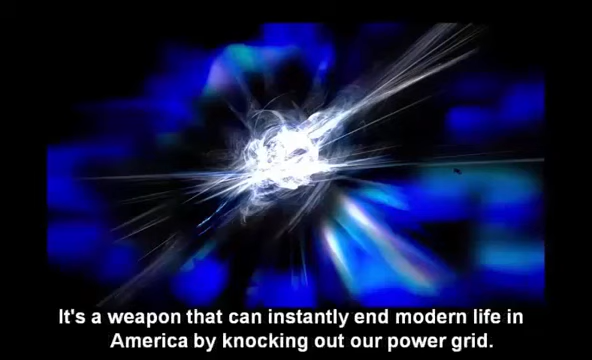 It's a weapon that can instantly end modern life in
America by knocking out our power grid.